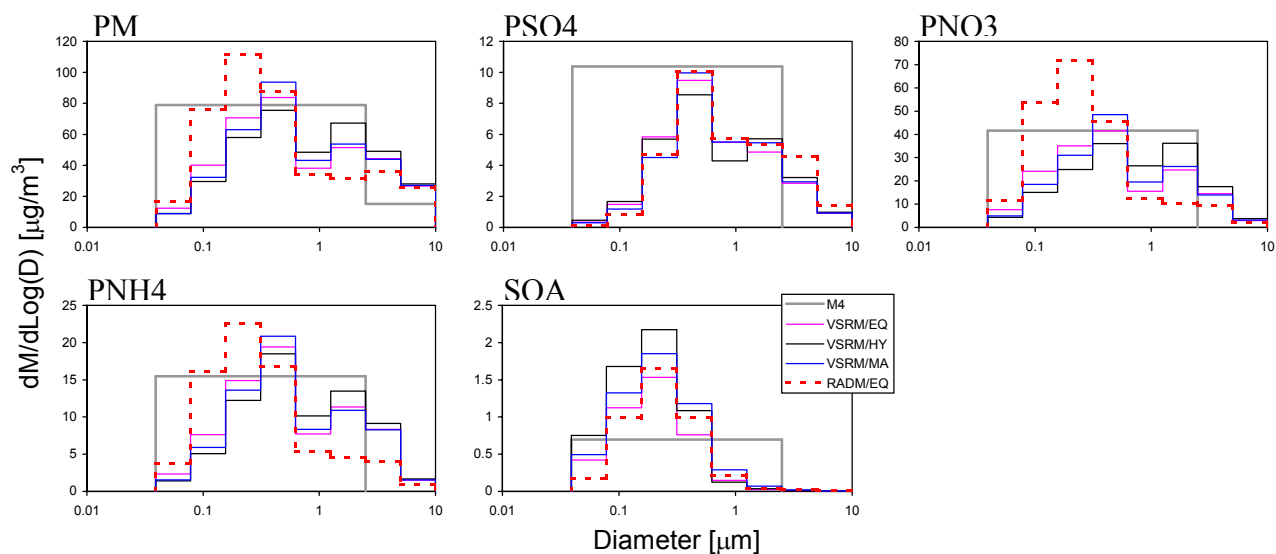 PM
PSO4
PNO3
120
100
80
60
40
20
0
0.01 0.1 1 10
12
10
8
6
4
2
0
0.01 0.1 1 10
80
70
60
50
40
30
20
10
0
0.01 0.1 1 10
dM/dLog(D) [μg/m³]
PNH4
SOA
25
20
15
10
5
0
0.01 0.1 1 10
2.5
2
1.5
1
0.5
0
0.01 0.1 1 10
M4
VSRM/EQ
VSRM/HY
VSRM/MA
RADM/EQ
Diameter [μm]